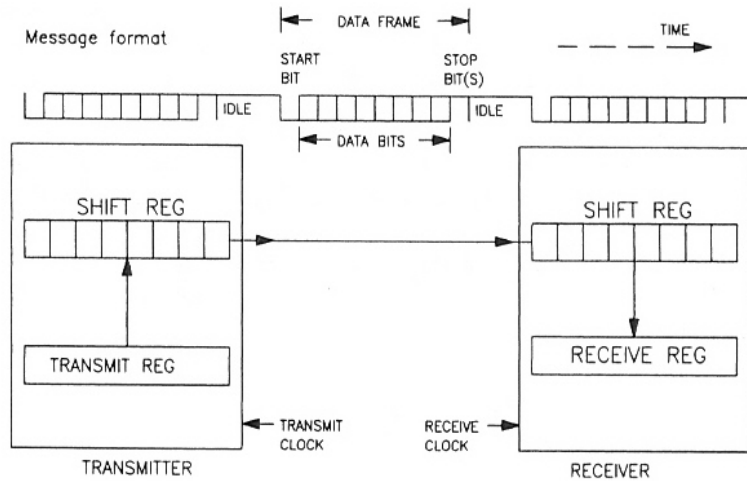 DATA FRAME
Message format
TIME
START
BIT
STOP
BIT(S)
IDLE
IDLE
DATA BITS
SHIFT REG
SHIFT REG
TRANSMIT REG
RECEIVE REG
TRANSMIT
CLOCK
RECEIVE
CLOCK
TRANSMITTER
RECEIVER